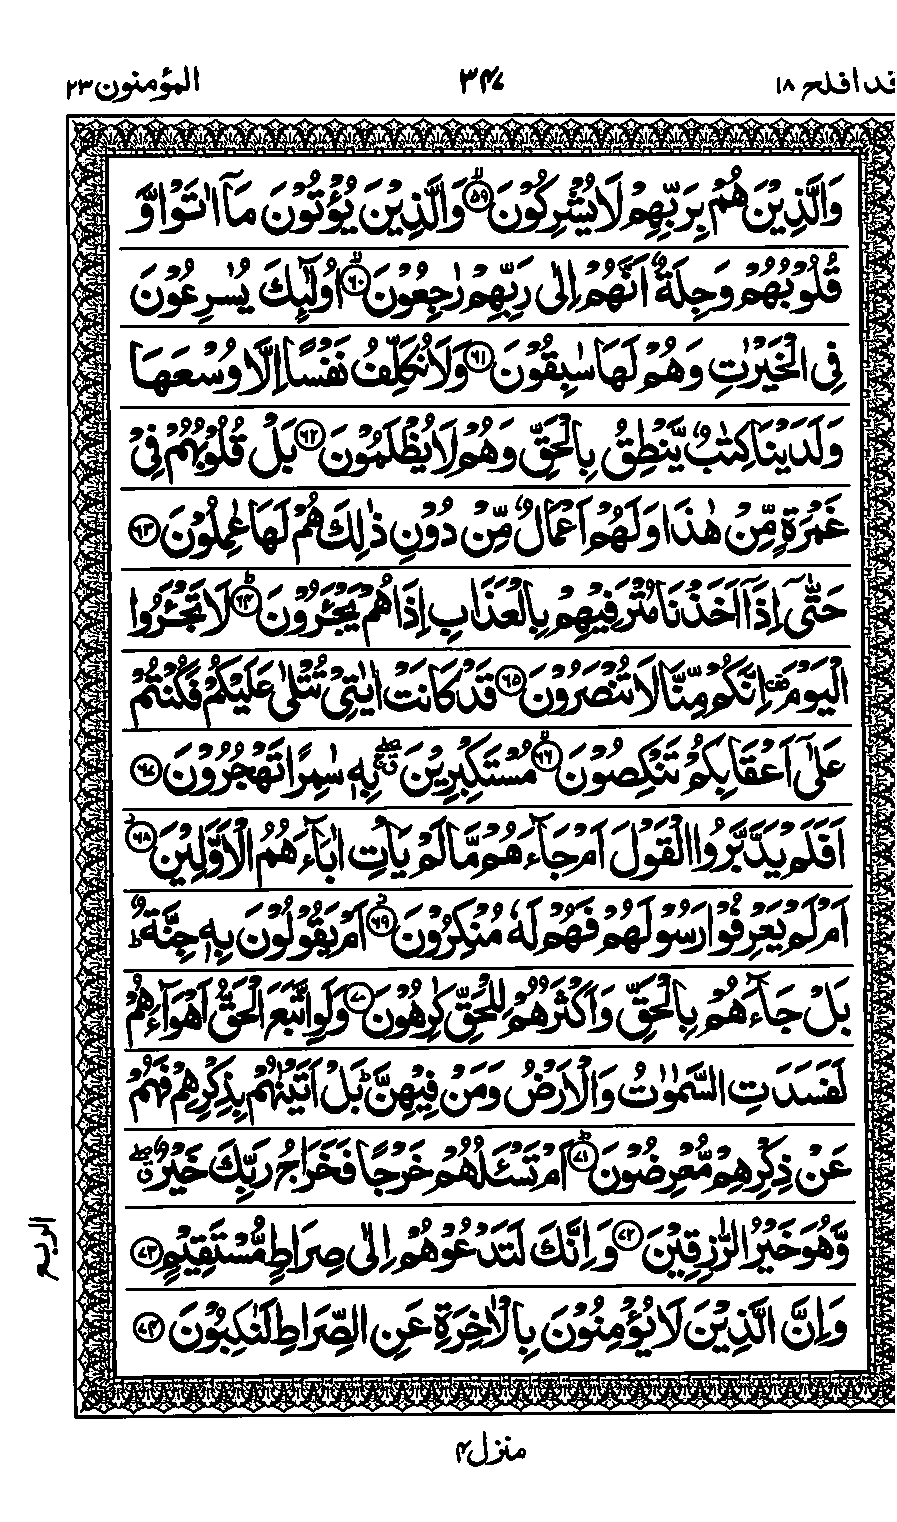 قد افلح ١٨
٣٤٧
المؤمنون ٢٣
وَالَّذِيْنَ هُمْ بِرَبِّهِمْ لَا يُشْرِكُوْنَ ۙ﴿٥٩﴾ وَالَّذِيْنَ يُؤْتُوْنَ مَاۤ اٰتَوْا وَّ
قُلُوْبُهُمْ وَجِلَةٌ اَنَّهُمْ اِلٰى رَبِّهِمْ رٰجِعُوْنَ ۙ﴿٦٠﴾ اُولٰٓئِكَ يُسٰرِعُوْنَ
فِي الْخَيْرٰتِ وَهُمْ لَهَا سٰبِقُوْنَ ﴿٦١﴾ وَلَا نُكَلِّفُ نَفْسًا اِلَّا وُسْعَهَا
وَلَدَيْنَا كِتٰبٌ يَّنْطِقُ بِالْحَقِّ وَهُمْ لَا يُظْلَمُوْنَ ﴿٦٢﴾ بَلْ قُلُوْبُهُمْ فِيْ
غَمْرَةٍ مِّنْ هٰذَا وَلَهُمْ اَعْمَالٌ مِّنْ دُوْنِ ذٰلِكَ هُمْ لَهَا عٰمِلُوْنَ ﴿٦٣﴾
حَتّٰۤى اِذَاۤ اَخَذْنَا مُتْرَفِيْهِمْ بِالْعَذَابِ اِذَا هُمْ يَجْـَٔرُوْنَ ؕ﴿٦٤﴾ لَا تَجْـَٔرُوا
الْيَوْمَ ۫ اِنَّكُمْ مِّنَّا لَا تُنْصَرُوْنَ ﴿٦٥﴾ قَدْ كَانَتْ اٰيٰتِيْ تُتْلٰى عَلَيْكُمْ فَكُنْتُمْ
عَلٰۤى اَعْقَابِكُمْ تَنْكِصُوْنَ ۙ﴿٦٦﴾ مُسْتَكْبِرِيْنَ ۖۗ بِهٖ سٰمِرًا تَهْجُرُوْنَ ﴿٦٧﴾
اَفَلَمْ يَدَّبَّرُوا الْقَوْلَ اَمْ جَآءَهُمْ مَّا لَمْ يَاْتِ اٰبَآءَهُمُ الْاَوَّلِيْنَ ؗ﴿٦٨﴾
اَمْ لَمْ يَعْرِفُوْا رَسُوْلَهُمْ فَهُمْ لَهٗ مُنْكِرُوْنَ ؗ﴿٦٩﴾ اَمْ يَقُوْلُوْنَ بِهٖ جِنَّةٌ ؕ
بَلْ جَآءَهُمْ بِالْحَقِّ وَاَكْثَرُهُمْ لِلْحَقِّ كٰرِهُوْنَ ﴿٧٠﴾ وَلَوِ اتَّبَعَ الْحَقُّ اَهْوَآءَهُمْ
لَفَسَدَتِ السَّمٰوٰتُ وَالْاَرْضُ وَمَنْ فِيْهِنَّ ؕ بَلْ اَتَيْنٰهُمْ بِذِكْرِهِمْ فَهُمْ
عَنْ ذِكْرِهِمْ مُّعْرِضُوْنَ ؕ﴿٧١﴾ اَمْ تَسْـَٔلُهُمْ خَرْجًا فَخَرَاجُ رَبِّكَ خَيْرٌ ۖۗ
وَّهُوَ خَيْرُ الرّٰزِقِيْنَ ﴿٧٢﴾ وَاِنَّكَ لَتَدْعُوْهُمْ اِلٰى صِرَاطٍ مُّسْتَقِيْمٍ ﴿٧٣﴾
وَاِنَّ الَّذِيْنَ لَا يُؤْمِنُوْنَ بِالْاٰخِرَةِ عَنِ الصِّرَاطِ لَنٰكِبُوْنَ ﴿٧٤﴾
الربع
منزل ٤